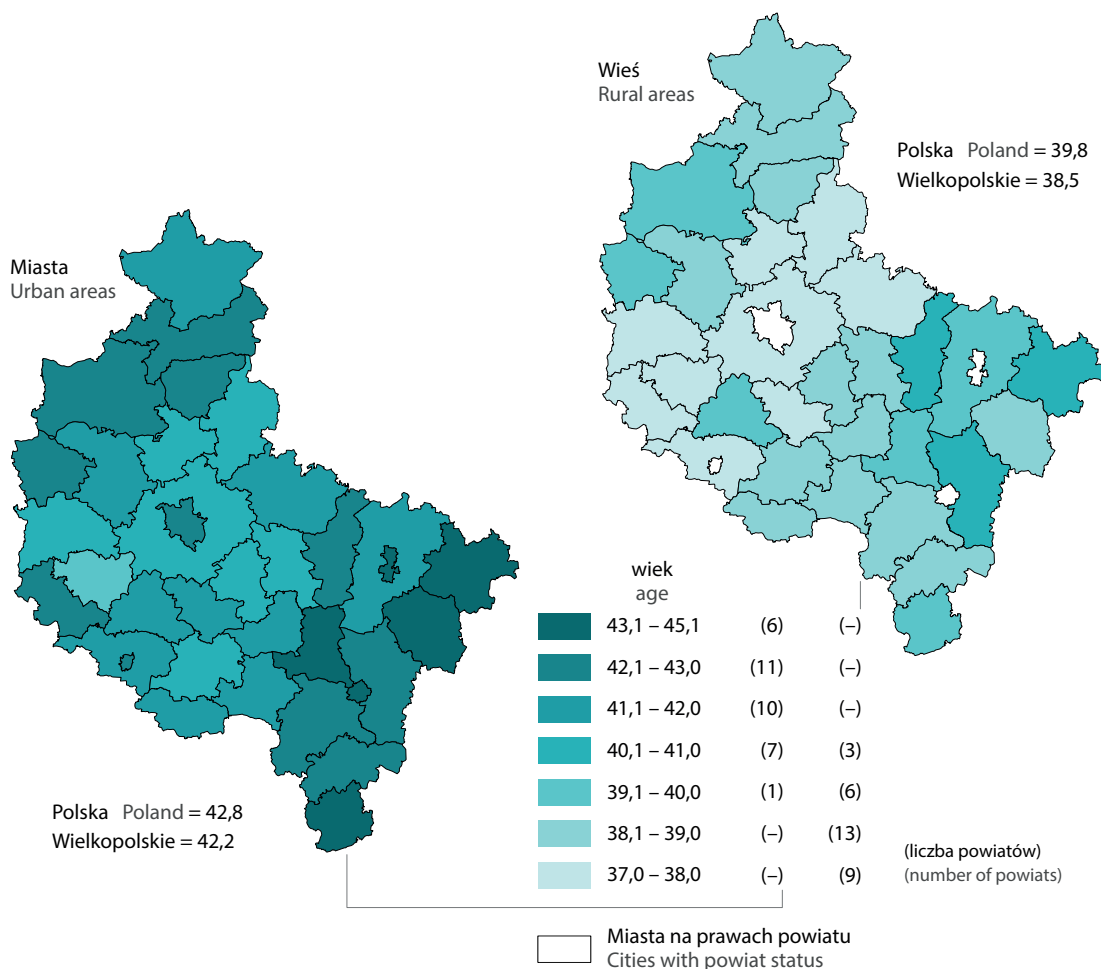 Wieś
Rural areas
Polska Poland = 39,8
Wielkopolskie = 38,5
Miasta
Urban areas
Polska Poland = 42,8
Wielkopolskie = 42,2
wiek
age
43,1 – 45,1 (6) (–)
42,1 – 43,0 (11) (–)
41,1 – 42,0 (10) (–)
40,1 – 41,0 (7) (3)
39,1 – 40,0 (1) (6)
38,1 – 39,0 (–) (13)
37,0 – 38,0 (–) (9)
(liczba powiatów)
(number of powiats)
Miasta na prawach powiatu
Cities with powiat status